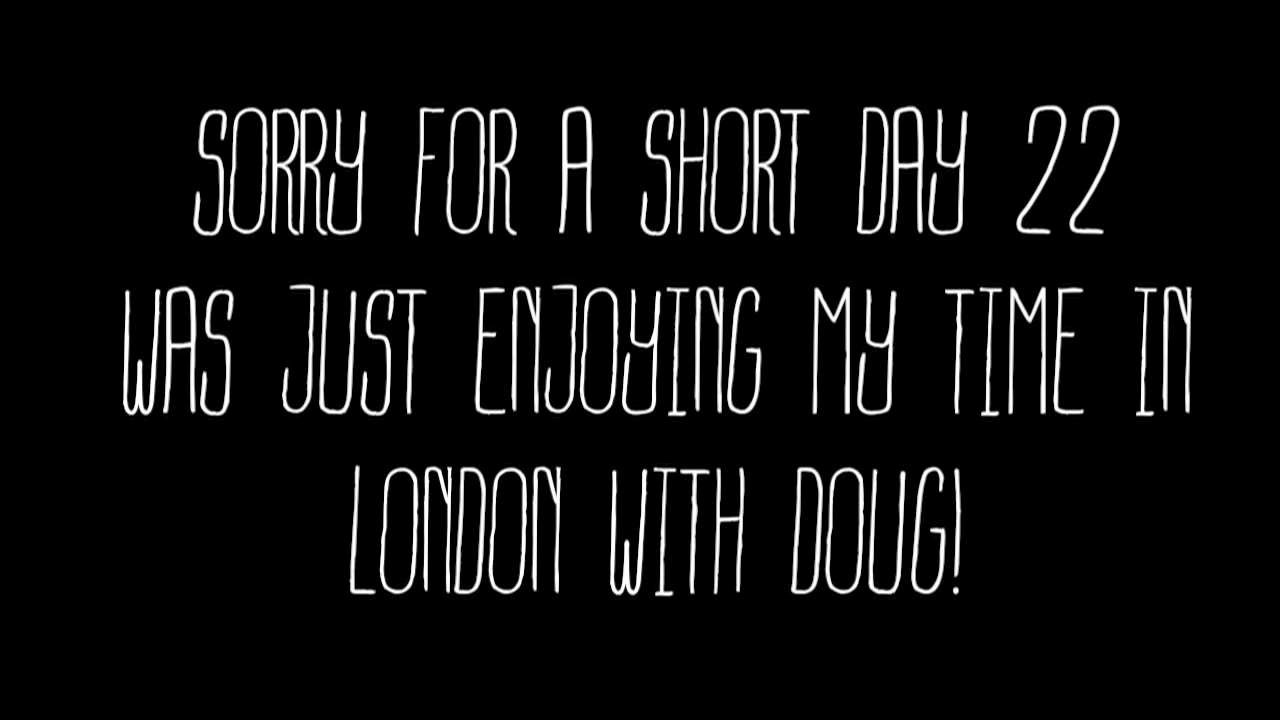 SORRY FOR A SHORT DAY 22
WAS JUST ENJOYING MY TIME IN
LONDON WITH DOUG!